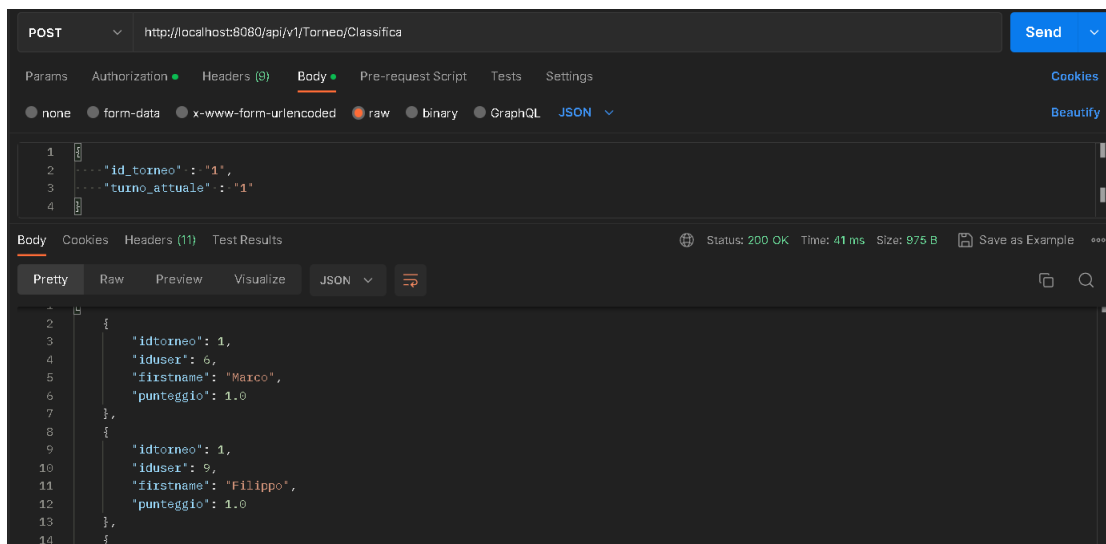 POST http://localhost:8080/api/v1/Torneo/Classifica Send
Params Authorization Headers (9) Body Pre-request Script Tests Settings Cookies
none form-data x-www-form-urlencoded raw binary GraphQL JSON Beautify
1 {
2 "id_torneo" : "1",
3 "turno_attuale" : "1"
4 }
Body Cookies Headers (11) Test Results Status: 200 OK Time: 41 ms Size: 975 B Save as Example
Pretty Raw Preview Visualize JSON
1 [
2 {
3 "idtorneo": 1,
4 "iduser": 6,
5 "firstname": "Marco",
6 "punteggio": 1.0
7 },
8 {
9 "idtorneo": 1,
10 "iduser": 9,
11 "firstname": "Filippo",
12 "punteggio": 1.0
13 },
14 {